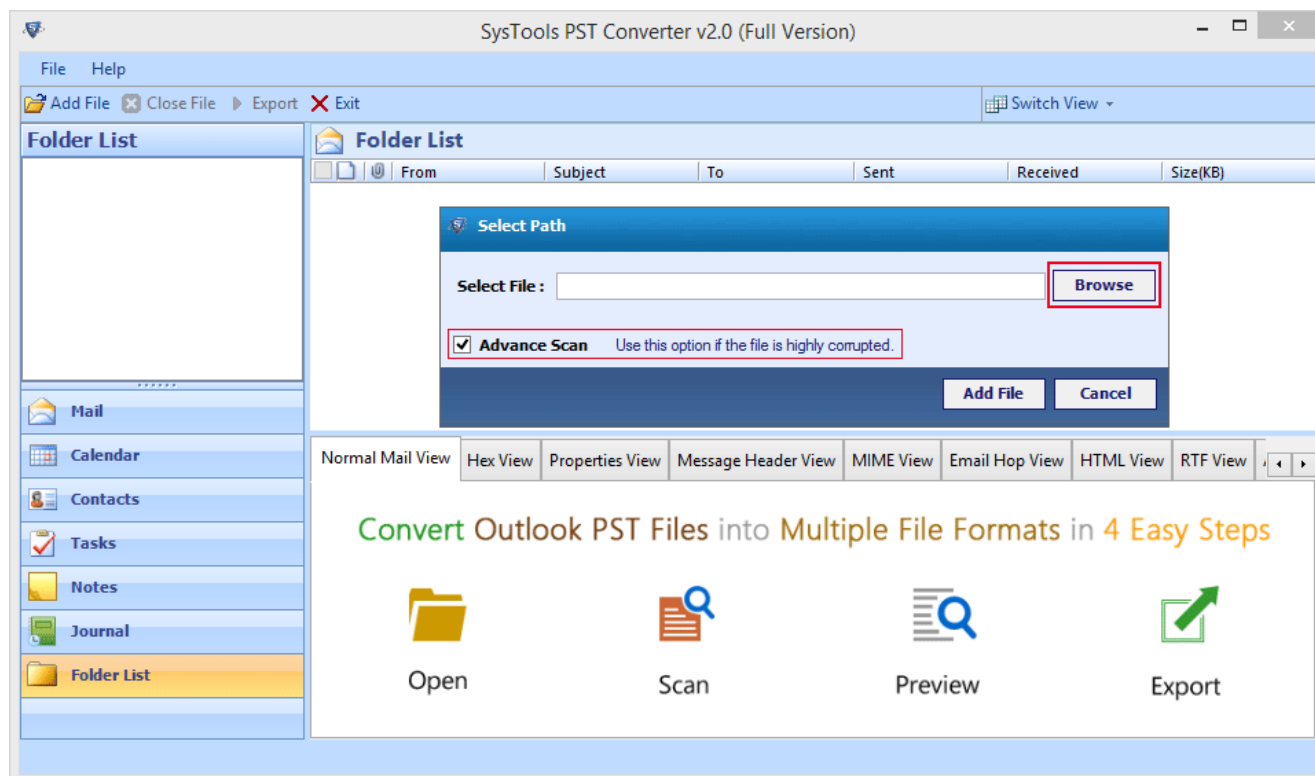 SysTools PST Converter v2.0 (Full Version)
File Help
Add File Close File Export Exit Switch View
Folder List
Folder List
From Subject To Sent Received Size(KB)
Select Path
Select File : Browse
Advance Scan Use this option if the file is highly corrupted.
Add File Cancel
Mail
Calendar
Contacts
Tasks
Notes
Journal
Folder List
Normal Mail View Hex View Properties View Message Header View MIME View Email Hop View HTML View RTF View
Convert Outlook PST Files into Multiple File Formats in 4 Easy Steps
Open Scan Preview Export